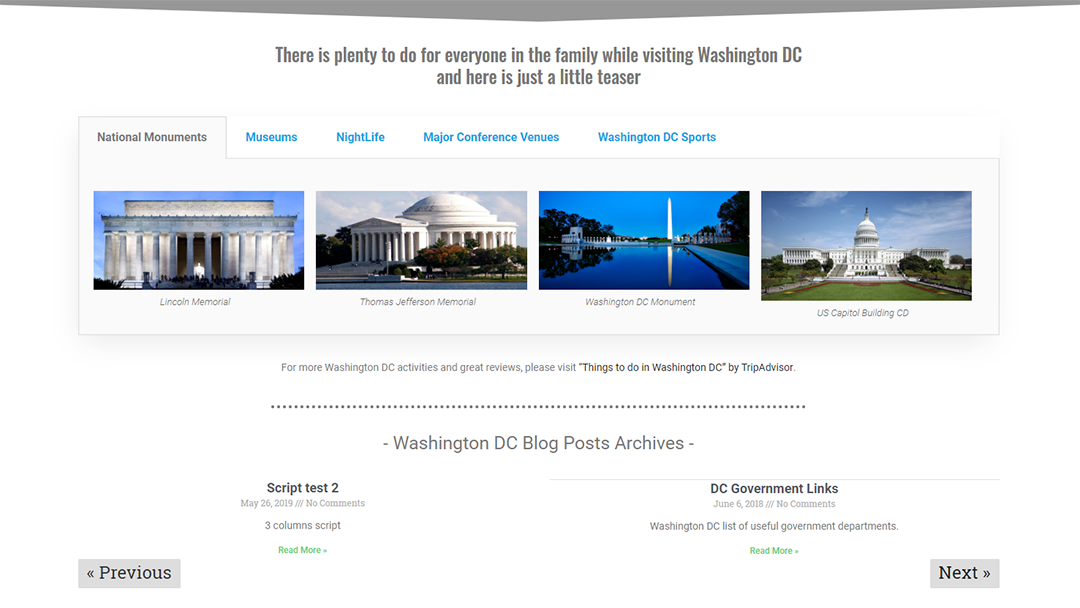 There is plenty to do for everyone in the family while visiting Washington DC
and here is just a little teaser
National Monuments
Museums
NightLife
Major Conference Venues
Washington DC Sports
Lincoln Memorial
Thomas Jefferson Memorial
Washington DC Monument
US Capitol Building CD
For more Washington DC activities and great reviews, please visit “Things to do in Washington DC” by TripAdvisor.
- Washington DC Blog Posts Archives -
Script test 2
May 26, 2019 /// No Comments
3 columns script
Read More »
DC Government Links
June 6, 2018 /// No Comments
Washington DC list of useful government departments.
Read More »
« Previous
Next »